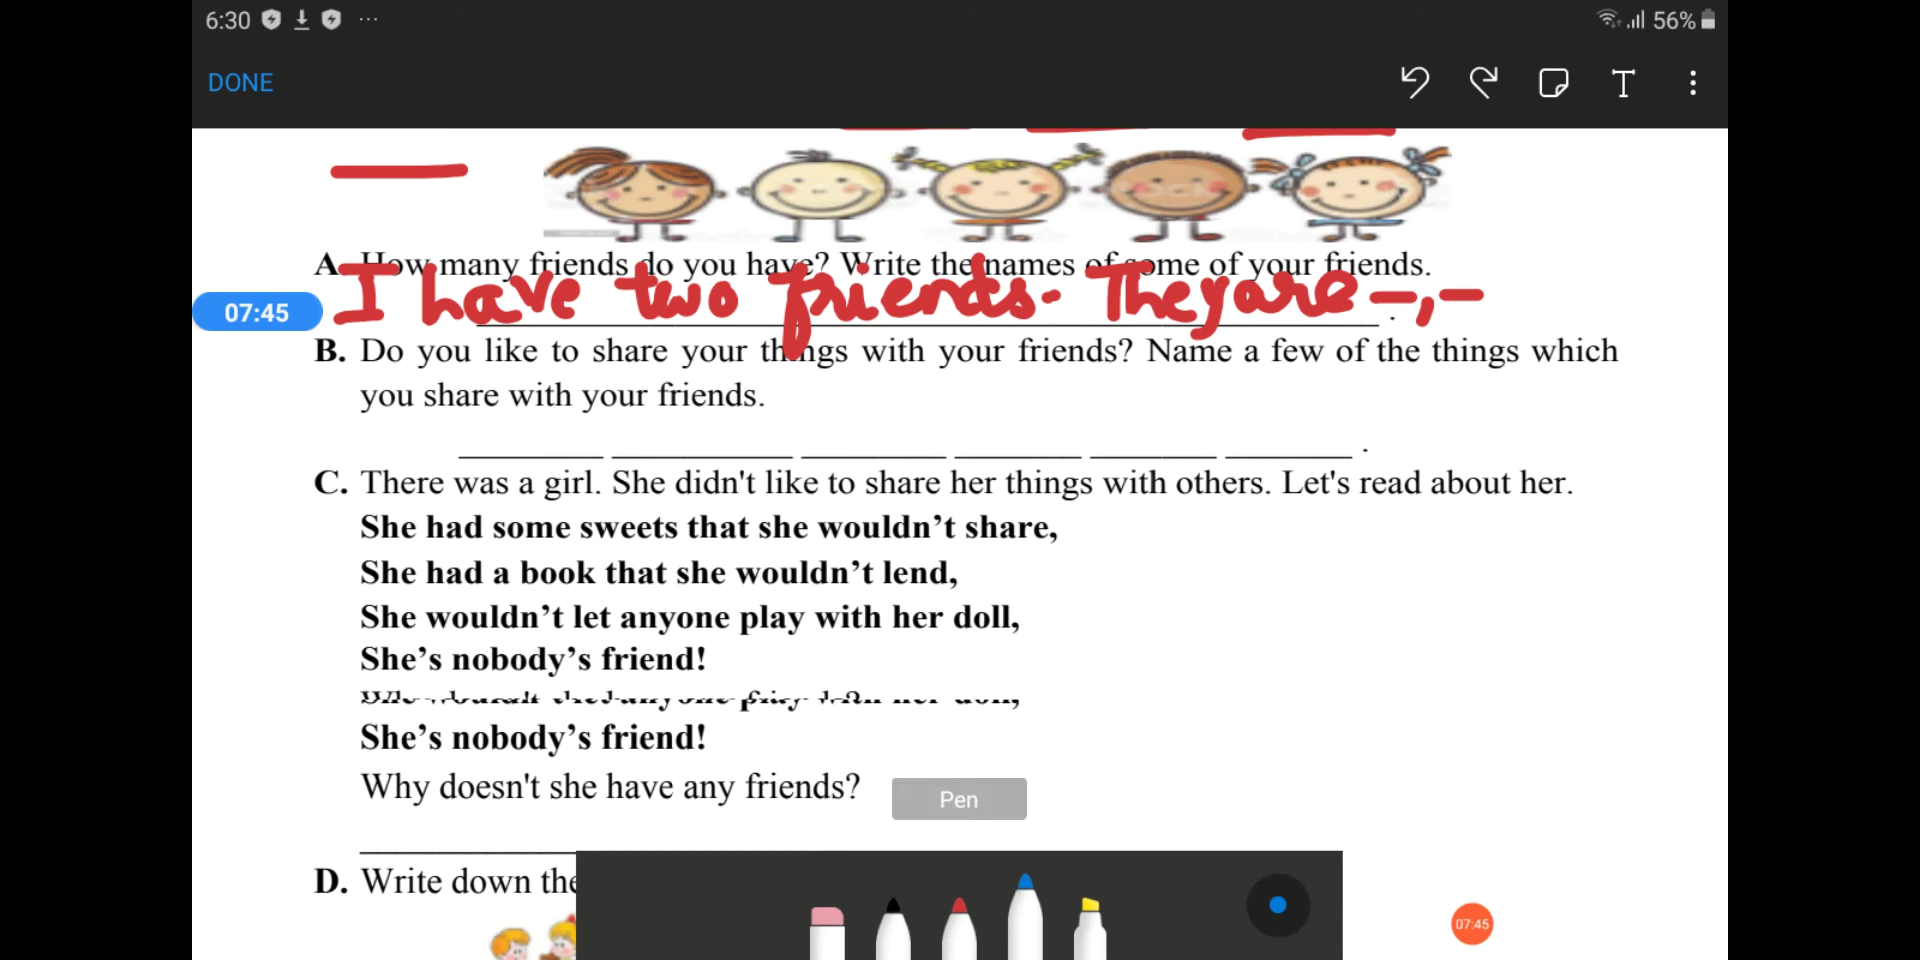 6:30 ... 56%
DONE T
A. How many friends do you have? Write the names of some of your friends.
I have two friends. They are –, –
07:45
B. Do you like to share your things with your friends? Name a few of the things which
you share with your friends.
C. There was a girl. She didn't like to share her things with others. Let's read about her.
She had some sweets that she wouldn’t share,
She had a book that she wouldn’t lend,
She wouldn’t let anyone play with her doll,
She’s nobody’s friend!
She’s nobody’s friend!
Why doesn't she have any friends?
Pen
D. Write down the
07:45